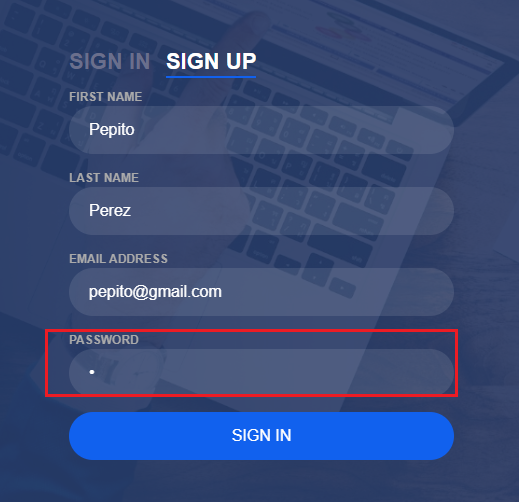 SIGN IN SIGN UP
FIRST NAME
Pepito
LAST NAME
Perez
EMAIL ADDRESS
pepito@gmail.com
PASSWORD
•
SIGN IN